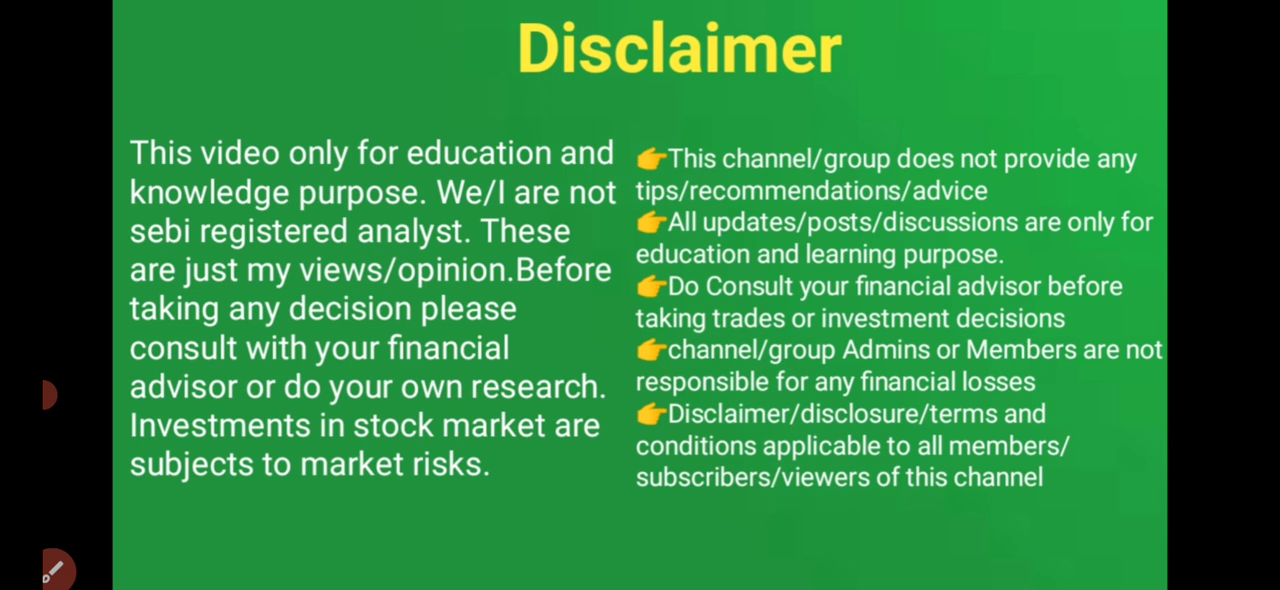 Disclaimer
This video only for education and
knowledge purpose. We/I are not
sebi registered analyst. These
are just my views/opinion.Before
taking any decision please
consult with your financial
advisor or do your own research.
Investments in stock market are
subjects to market risks.
👉This channel/group does not provide any
tips/recommendations/advice
👉All updates/posts/discussions are only for
education and learning purpose.
👉Do Consult your financial advisor before
taking trades or investment decisions
👉channel/group Admins or Members are not
responsible for any financial losses
👉Disclaimer/disclosure/terms and
conditions applicable to all members/
subscribers/viewers of this channel